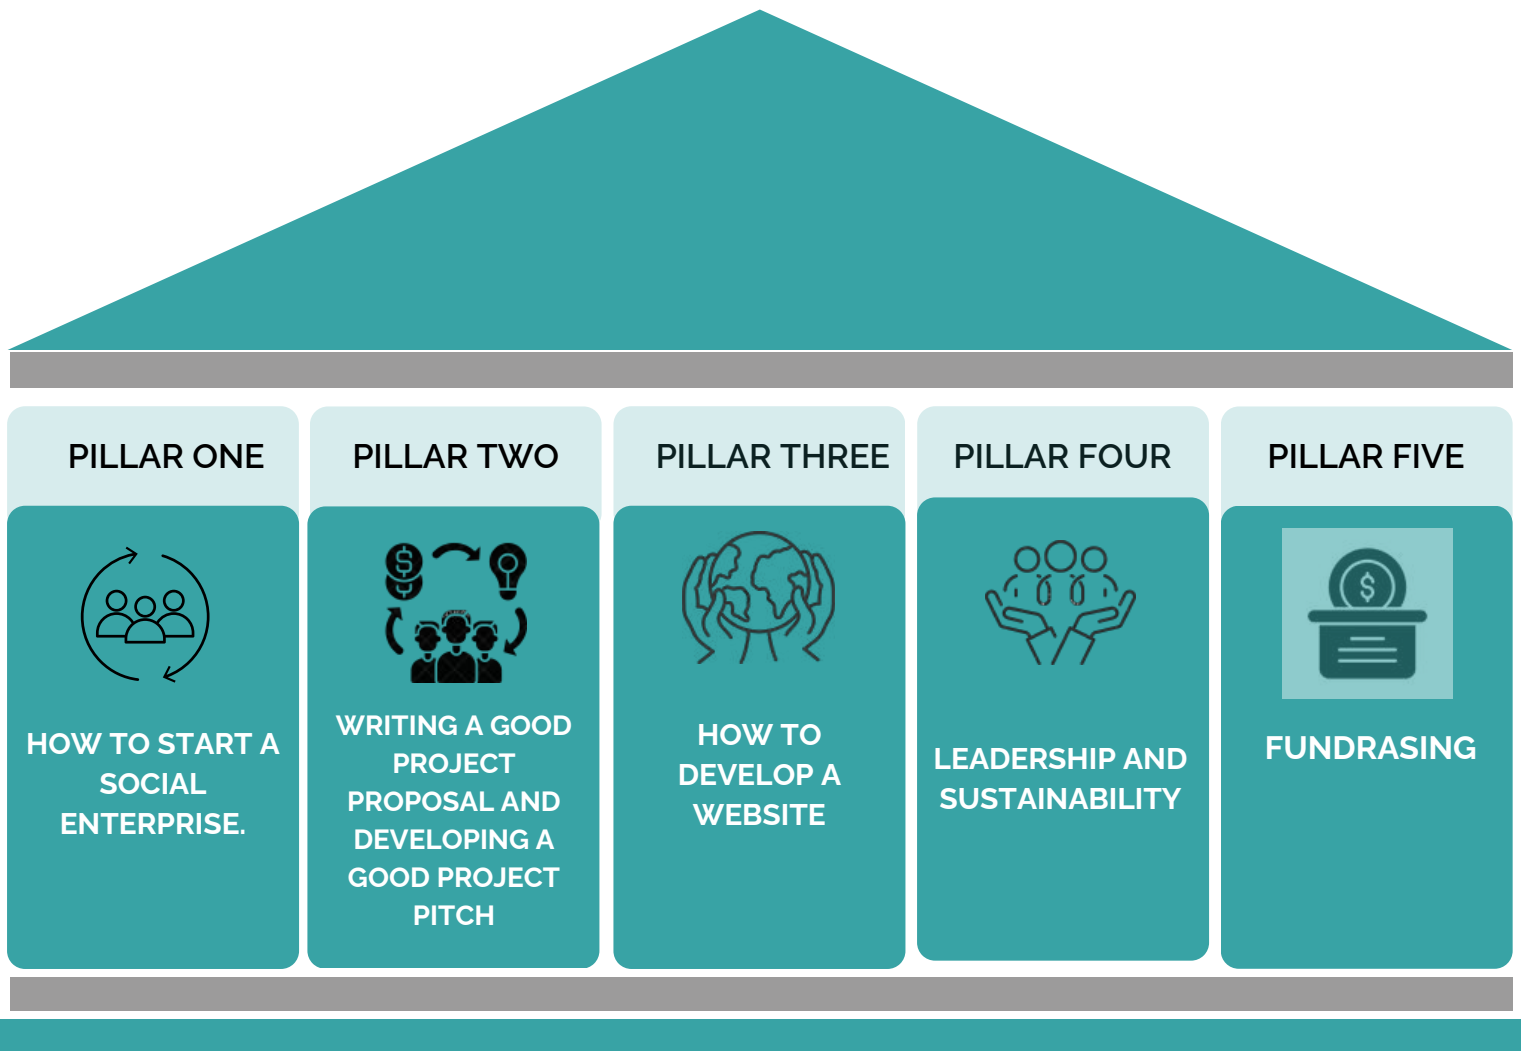 PILLAR ONE
HOW TO START A
SOCIAL
ENTERPRISE.
PILLAR TWO
WRITING A GOOD
PROJECT
PROPOSAL AND
DEVELOPING A
GOOD PROJECT
PITCH
PILLAR THREE
HOW TO
DEVELOP A
WEBSITE
PILLAR FOUR
LEADERSHIP AND
SUSTAINABILITY
PILLAR FIVE
$
FUNDRASING